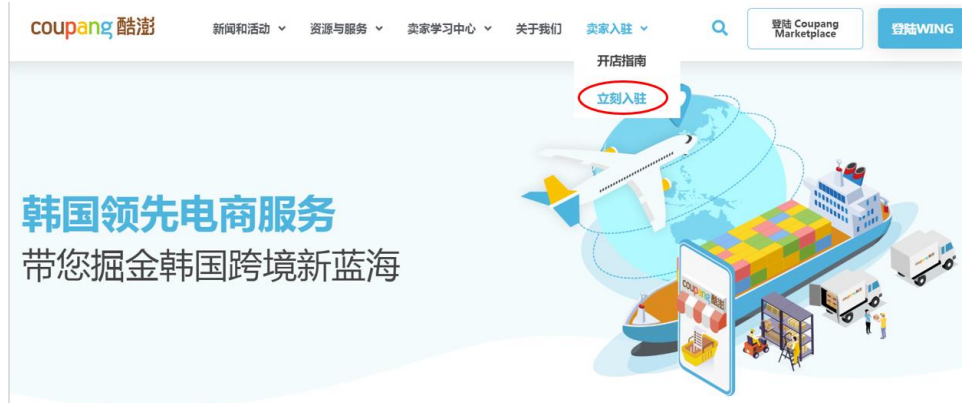 coupang 酷澎
新闻和活动
资源与服务
卖家学习中心
关于我们
卖家入驻
登陆 Coupang
Marketplace
登陆WING
开店指南
立刻入驻
韩国领先电商服务
带您掘金韩国跨境新蓝海
coupang 酷澎